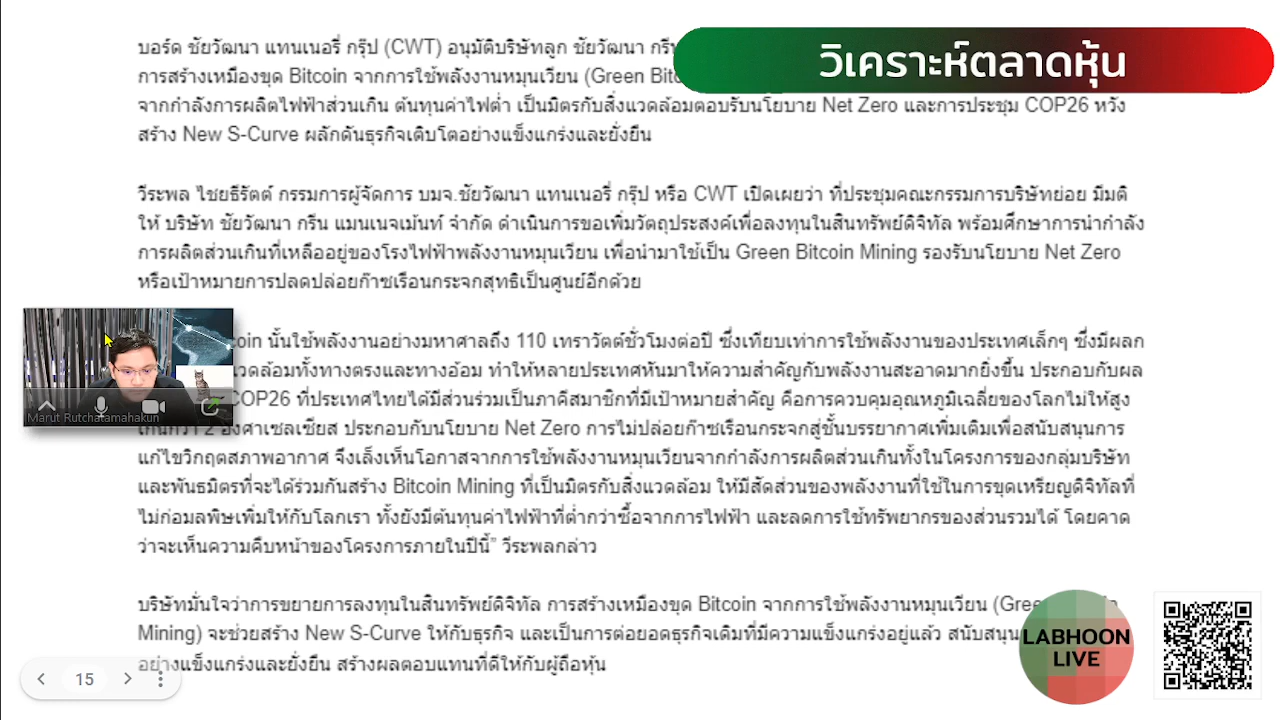 วิเคราะห์ตลาดหุ้น
บอร์ด ชัยวัฒนา แทนเนอรี่ กรุ๊ป (CWT) อนุมัติบริษัทลูก ชัยวัฒนา กรีน
การสร้างเหมืองขุด Bitcoin จากการใช้พลังงานหมุนเวียน (Green
จากกำลังการผลิตไฟฟ้าส่วนเกิน ต้นทุนค่าไฟต่ำ เป็นมิตรกับสิ่งแวดล้อมตอบรับนโยบาย Net Zero และการประชุม COP26 หวัง
สร้าง New S-Curve ผลักดันธุรกิจเติบโตอย่างแข็งแกร่งและยั่งยืน
วีระพล ไชยธีรัตต์ กรรมการผู้จัดการ บมจ.ชัยวัฒนา แทนเนอรี่ กรุ๊ป หรือ CWT เปิดเผยว่า ที่ประชุมคณะกรรมการบริษัทย่อย มีมติ
ให้ บริษัท ชัยวัฒนา กรีน แมนเนจเม้นท์ จำกัด ดำเนินการขอเพิ่มวัตถุประสงค์เพื่อลงทุนในสินทรัพย์ดิจิทัล พร้อมศึกษาการนำกำลัง
การผลิตส่วนเกินที่เหลืออยู่ของโรงไฟฟ้าพลังงานหมุนเวียน เพื่อนำมาใช้เป็น Green Bitcoin Mining รองรับนโยบาย Net Zero
หรือเป้าหมายการปลดปล่อยก๊าซเรือนกระจกสุทธิเป็นศูนย์อีกด้วย
นั้นใช้พลังงานอย่างมหาศาลถึง 110 เทราวัตต์ชั่วโมงต่อปี ซึ่งเทียบเท่าการใช้พลังงานของประเทศเล็กๆ ซึ่งมีผลก
วดล้อมทั้งทางตรงและทางอ้อม ทำให้หลายประเทศหันมาให้ความสำคัญกับพลังงานสะอาดมากยิ่งขึ้น ประกอบกับผล
COP26 ที่ประเทศไทยได้มีส่วนร่วมเป็นภาคีสมาชิกที่มีเป้าหมายสำคัญ คือการควบคุมอุณหภูมิเฉลี่ยของโลกไม่ให้สูง
เกินกว่า 2 องศาเซลเซียส ประกอบกับนโยบาย Net Zero การไม่ปล่อยก๊าซเรือนกระจกสู่ชั้นบรรยากาศเพิ่มเติมเพื่อสนับสนุนการ
แก้ไขวิกฤตสภาพอากาศ จึงเล็งเห็นโอกาสจากการใช้พลังงานหมุนเวียนจากกำลังการผลิตส่วนเกินทั้งในโครงการของกลุ่มบริษัท
และพันธมิตรที่จะได้ร่วมกันสร้าง Bitcoin Mining ที่เป็นมิตรกับสิ่งแวดล้อม ให้มีสัดส่วนของพลังงานที่ใช้ในการขุดเหรียญดิจิทัลที่
ไม่ก่อมลพิษเพิ่มให้กับโลกเรา ทั้งยังมีต้นทุนค่าไฟฟ้าที่ต่ำกว่าซื้อจากการไฟฟ้า และลดการใช้ทรัพยากรของส่วนรวมได้ โดยคาด
ว่าจะเห็นความคืบหน้าของโครงการภายในปีนี้" วีระพลกล่าว
บริษัทมั่นใจว่าการขยายการลงทุนในสินทรัพย์ดิจิทัล การสร้างเหมืองขุด Bitcoin จากการใช้พลังงานหมุนเวียน
Mining) จะช่วยสร้าง New S-Curve ให้กับธุรกิจ และเป็นการต่อยอดธุรกิจเดิมที่มีความแข็งแกร่งอยู่แล้ว สนับสนุน
อย่างแข็งแกร่งและยั่งยืน สร้างผลตอบแทนที่ดีให้กับผู้ถือหุ้น
Marut Rutchatamahakun
15
LABHOON
LIVE